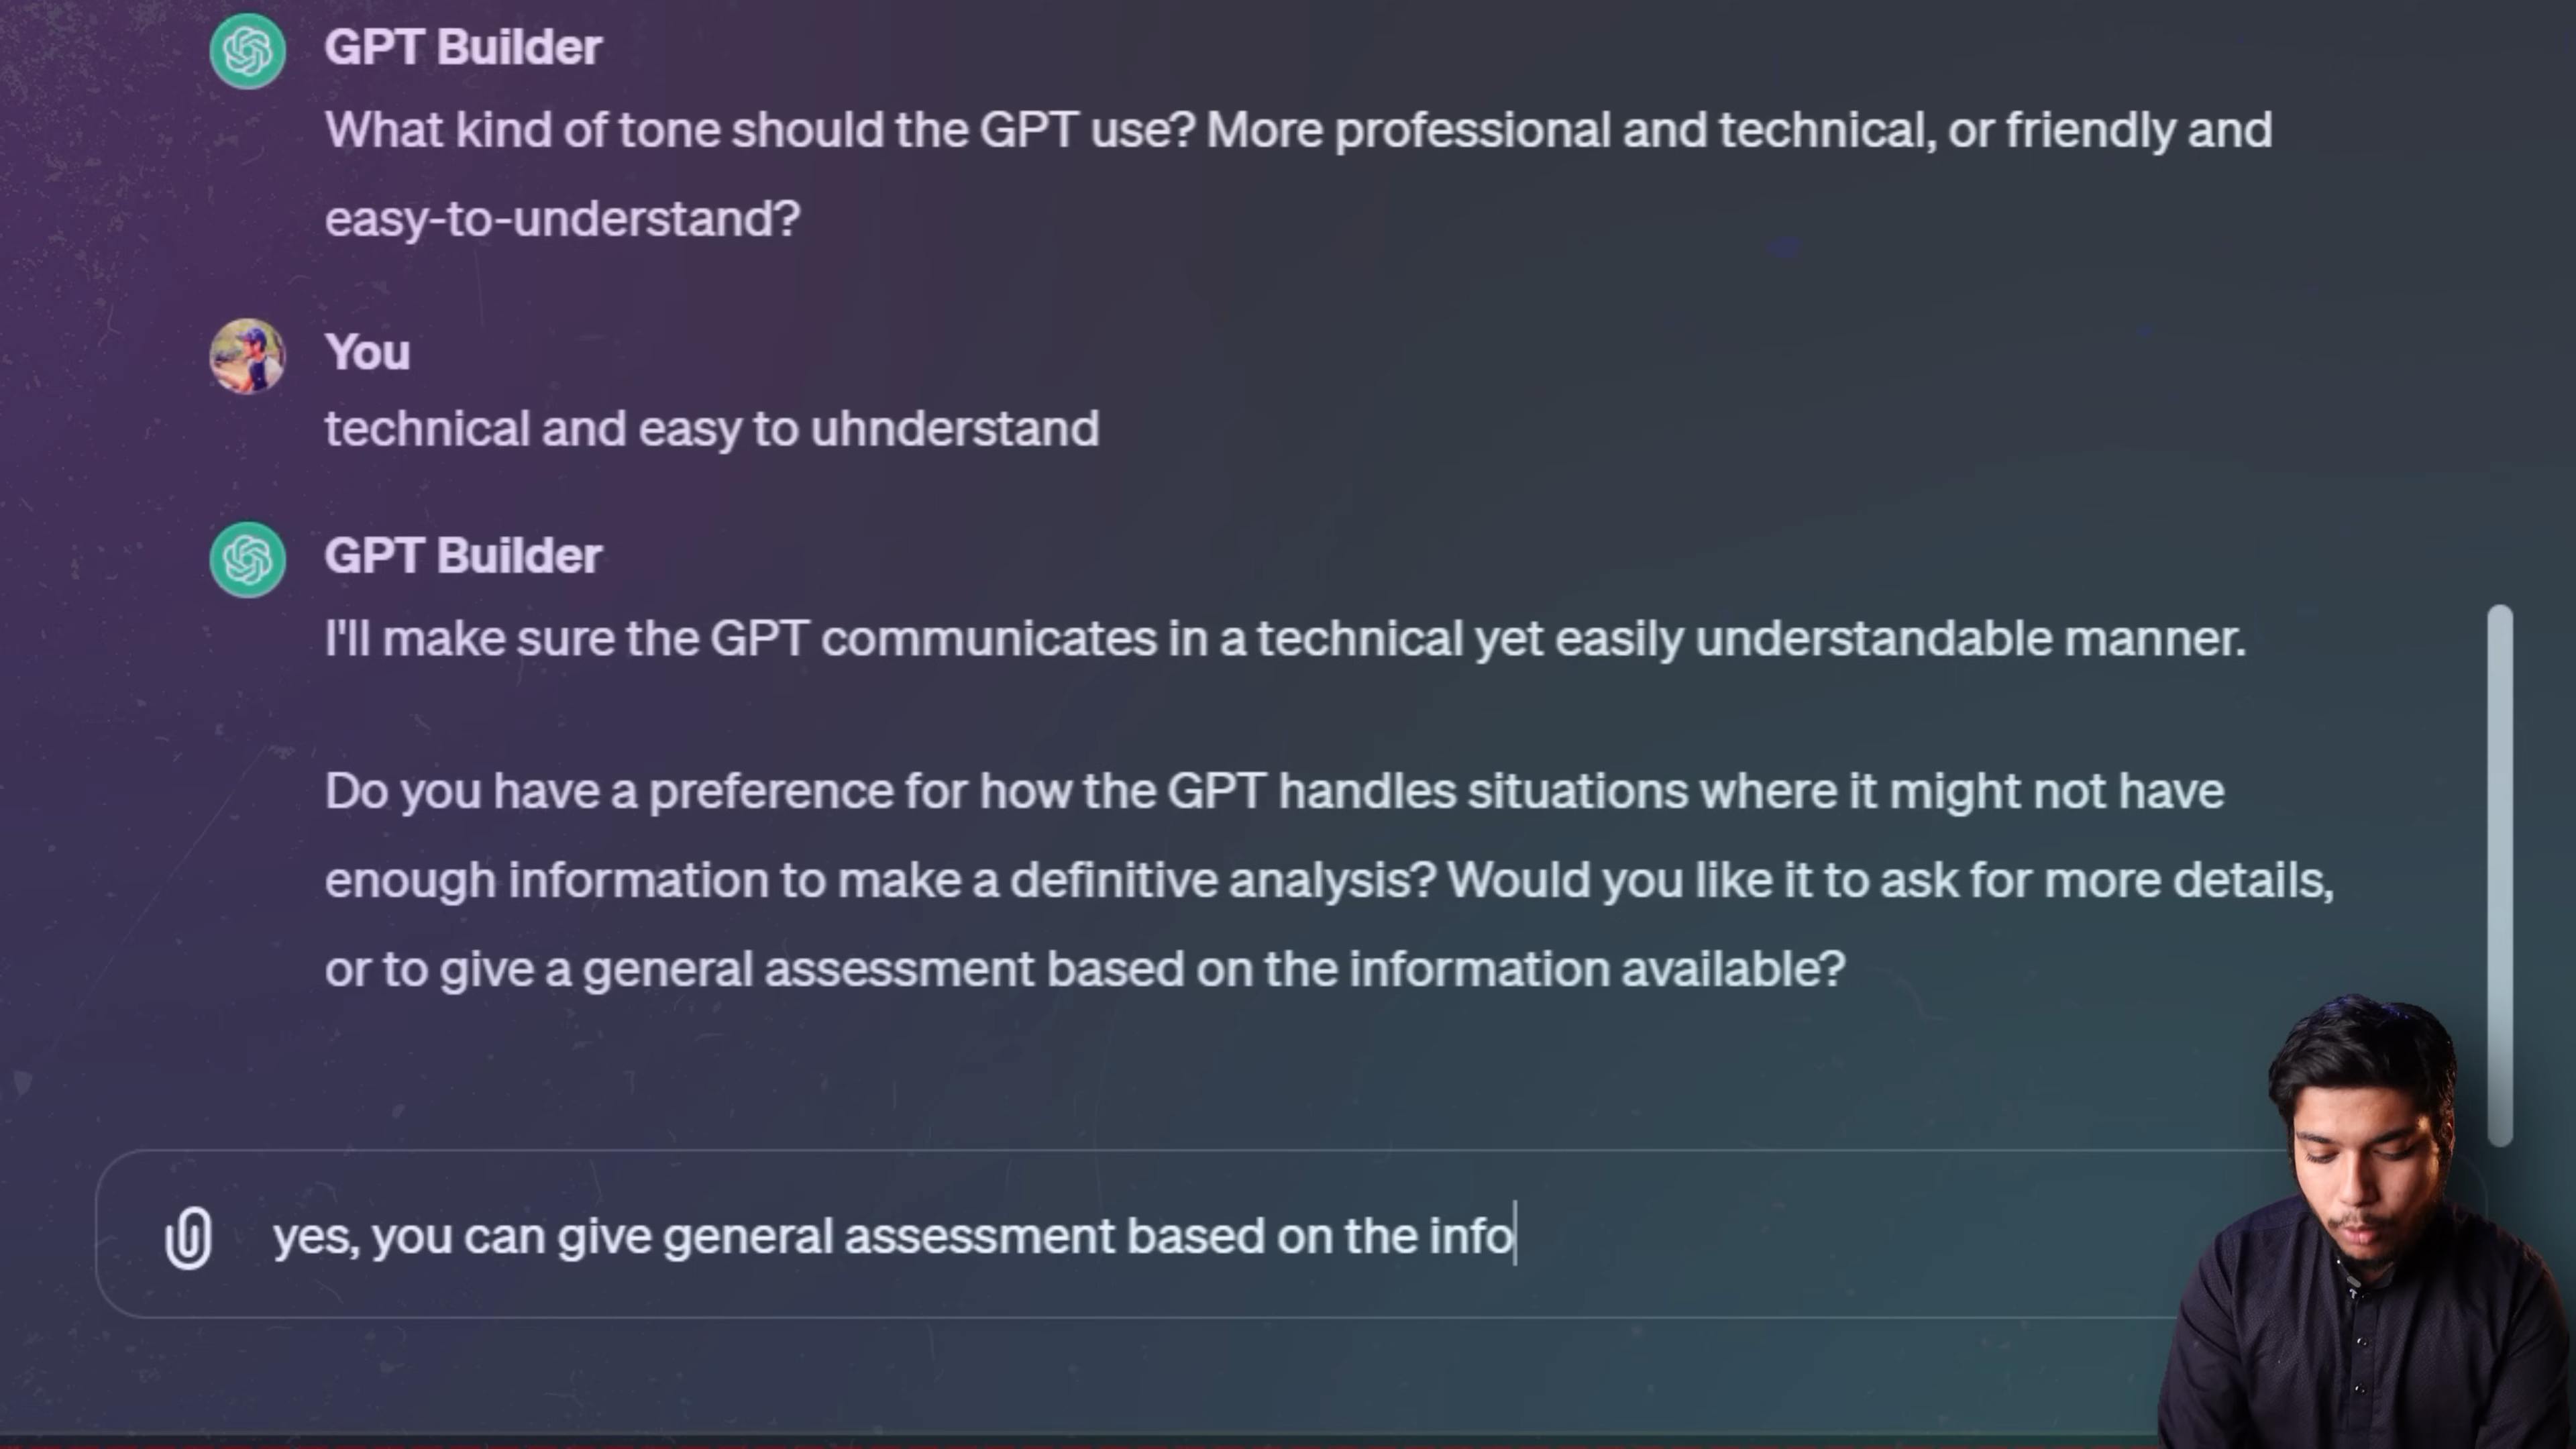 GPT Builder
What kind of tone should the GPT use? More professional and technical, or friendly and
easy-to-understand?
You
technical and easy to uhnderstand
GPT Builder
I'll make sure the GPT communicates in a technical yet easily understandable manner.
Do you have a preference for how the GPT handles situations where it might not have
enough information to make a definitive analysis? Would you like it to ask for more details,
or to give a general assessment based on the information available?
yes, you can give general assessment based on the info